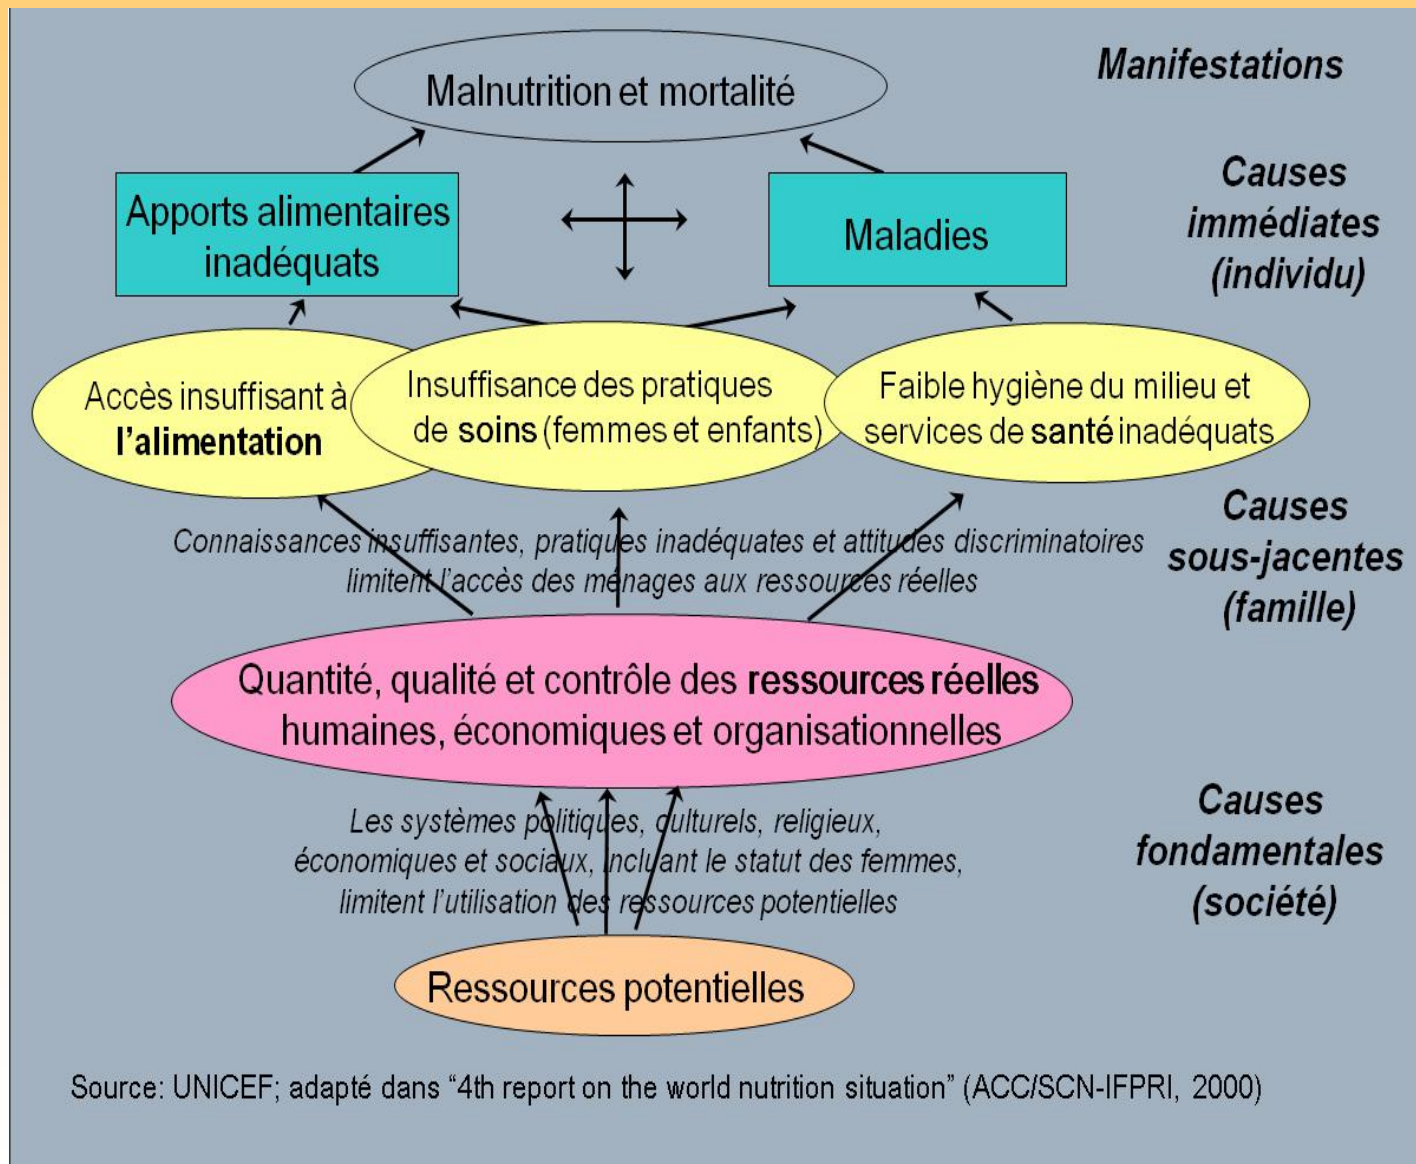 Manifestations
Malnutrition et mortalité
Causes
immédiates
(individu)
Apports alimentaires
inadéquats
Maladies
Accès insuffisant à
l'alimentation
Insuffisance des pratiques
de soins (femmes et enfants)
Faible hygiène du milieu et
services de santé inadéquats
Causes
sous-jacentes
(famille)
Connaissances insuffisantes, pratiques inadéquates et attitudes discriminatoires
limitent l'accès des ménages aux ressources réelles
Quantité, qualité et contrôle des ressources réelles
humaines, économiques et organisationnelles
Causes
fondamentales
(société)
Les systèmes politiques, culturels, religieux,
économiques et sociaux, incluant le statut des femmes,
limitent l'utilisation des ressources potentielles
Ressources potentielles
Source: UNICEF; adapté dans “4th report on the world nutrition situation” (ACC/SCN-IFPRI, 2000)